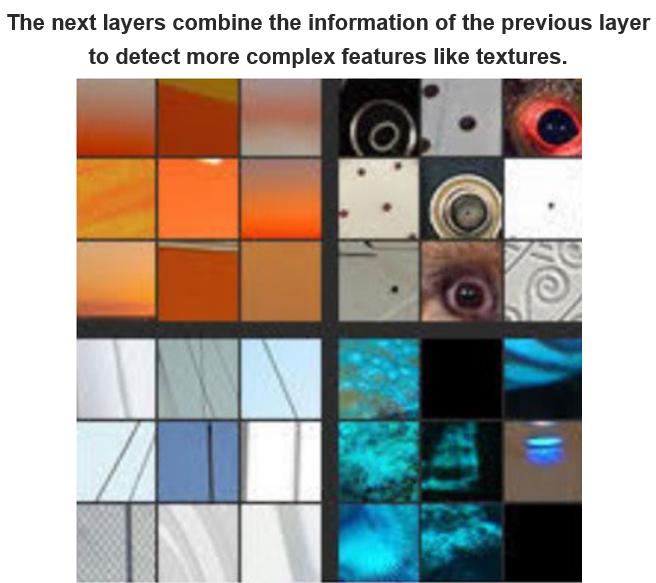 The next layers combine the information of the previous layer
to detect more complex features like textures.